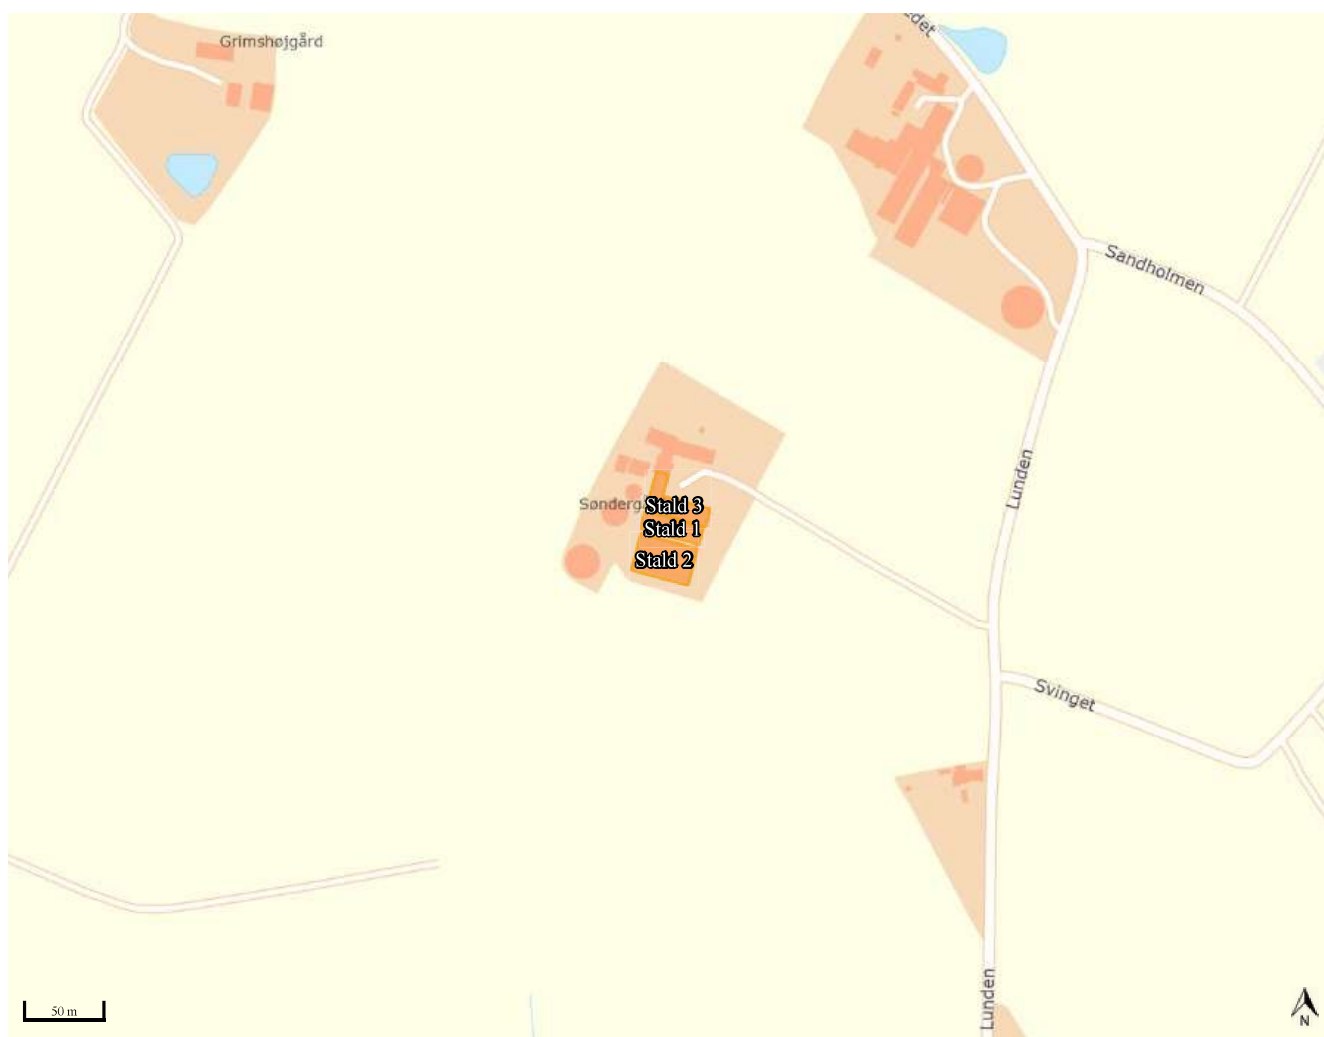 Grimshøjgård
Sandholmen
Lunden
Stald 3
Stald 1
Stald 2
Svinget
Lunden
50 m
N